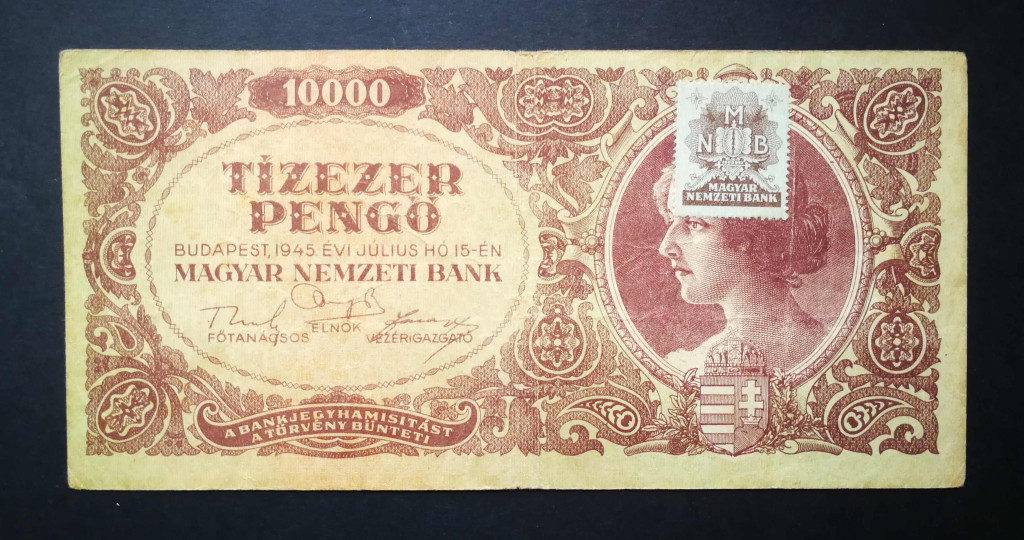 10000
TÍZEZER
PENGŐ
BUDAPEST, 1945. ÉVI JÚLIUS HÓ 15-ÉN
MAGYAR NEMZETI BANK
ELNÖK
FŐTANÁCSOS VEZÉRIGAZGATÓ
A BANKJEGYHAMISÍTÁST
A TÖRVÉNY BÜNTETI
M
N B
MAGYAR
NEMZETI BANK